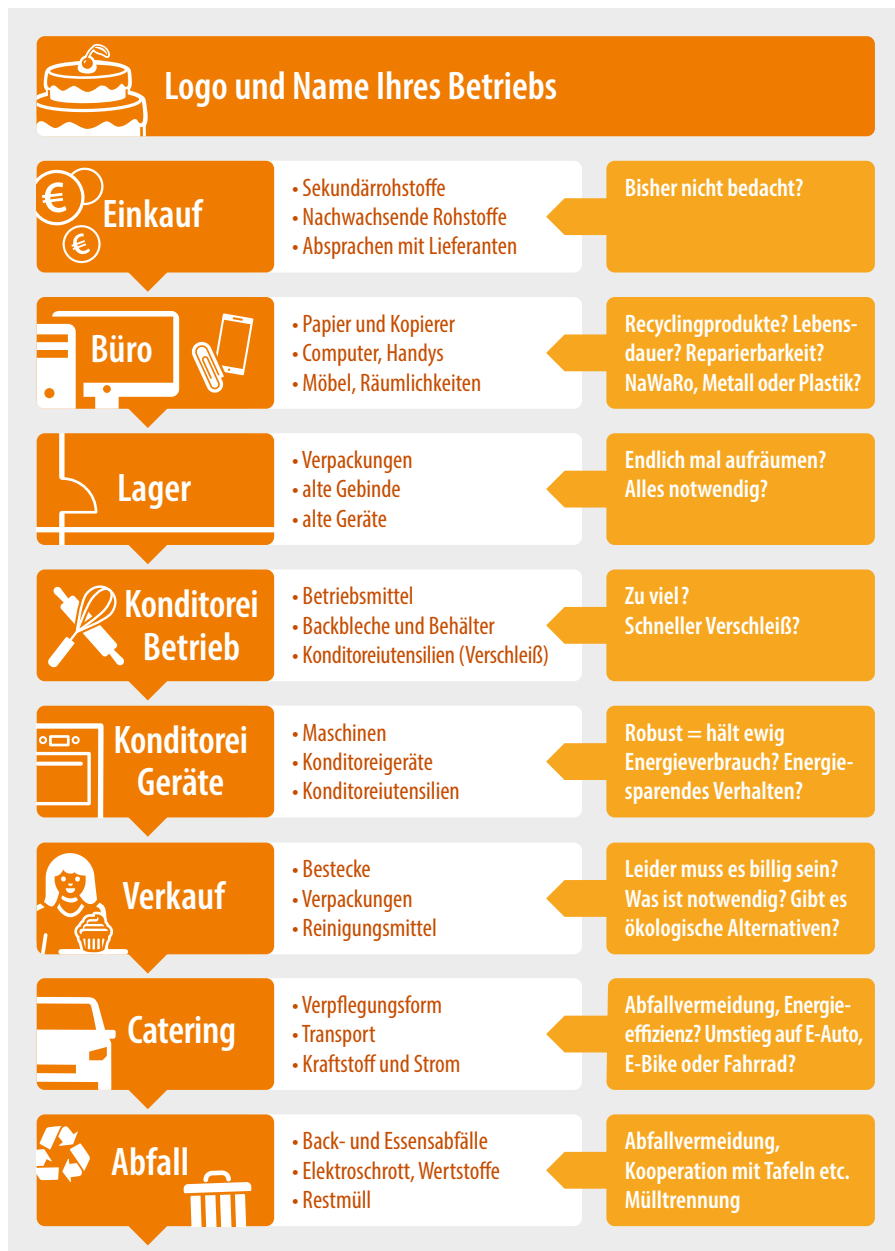 Logo und Name Ihres Betriebs
€
€
Einkauf
• Sekundärrohstoffe
• Nachwachsende Rohstoffe
• Absprachen mit Lieferanten
Bisher nicht bedacht?
Büro
• Papier und Kopierer
• Computer, Handys
• Möbel, Räumlichkeiten
Recyclingprodukte? Lebens-
dauer? Reparierbarkeit?
NaWaRo, Metall oder Plastik?
Lager
• Verpackungen
• alte Gebinde
• alte Geräte
Endlich mal aufräumen?
Alles notwendig?
Konditorei
Betrieb
• Betriebsmittel
• Backbleche und Behälter
• Konditoreiutensilien (Verschleiß)
Zu viel?
Schneller Verschleiß?
Konditorei
Geräte
• Maschinen
• Konditoreigeräte
• Konditoreiutensilien
Robust = hält ewig
Energieverbrauch? Energie-
sparendes Verhalten?
Verkauf
• Bestecke
• Verpackungen
• Reinigungsmittel
Leider muss es billig sein?
Was ist notwendig? Gibt es
ökologische Alternativen?
Catering
• Verpflegungsform
• Transport
• Kraftstoff und Strom
Abfallvermeidung, Energie-
effizienz? Umstieg auf E-Auto,
E-Bike oder Fahrrad?
Abfall
• Back- und Essensabfälle
• Elektroschrott, Wertstoffe
• Restmüll
Abfallvermeidung,
Kooperation mit Tafeln etc.
Mülltrennung